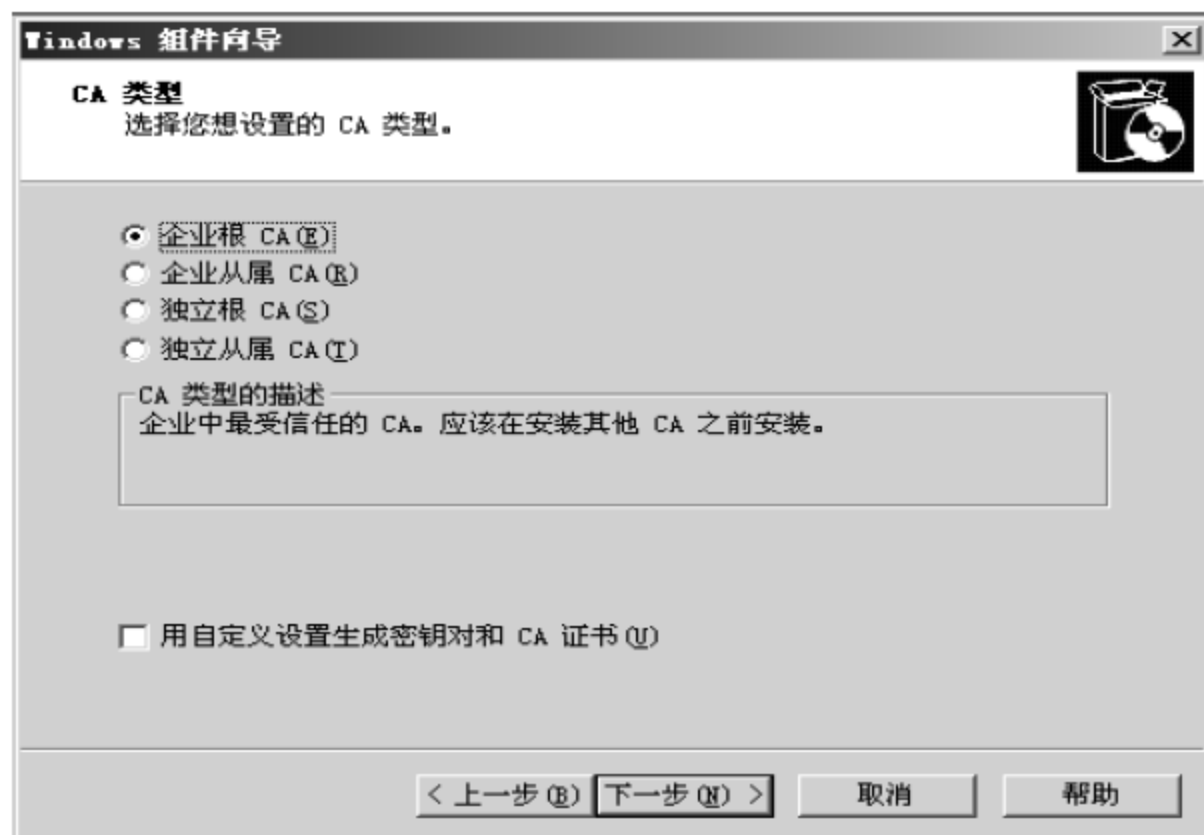 Windows 组件向导
CA 类型
选择您想设置的 CA 类型。
企业根 CA(E)
企业从属 CA(R)
独立根 CA(S)
独立从属 CA(T)
CA 类型的描述
企业中最受信任的 CA。应该在安装其他 CA 之前安装。
用自定义设置生成密钥对和 CA 证书(U)
< 上一步(B) 下一步(N) > 取消 帮助